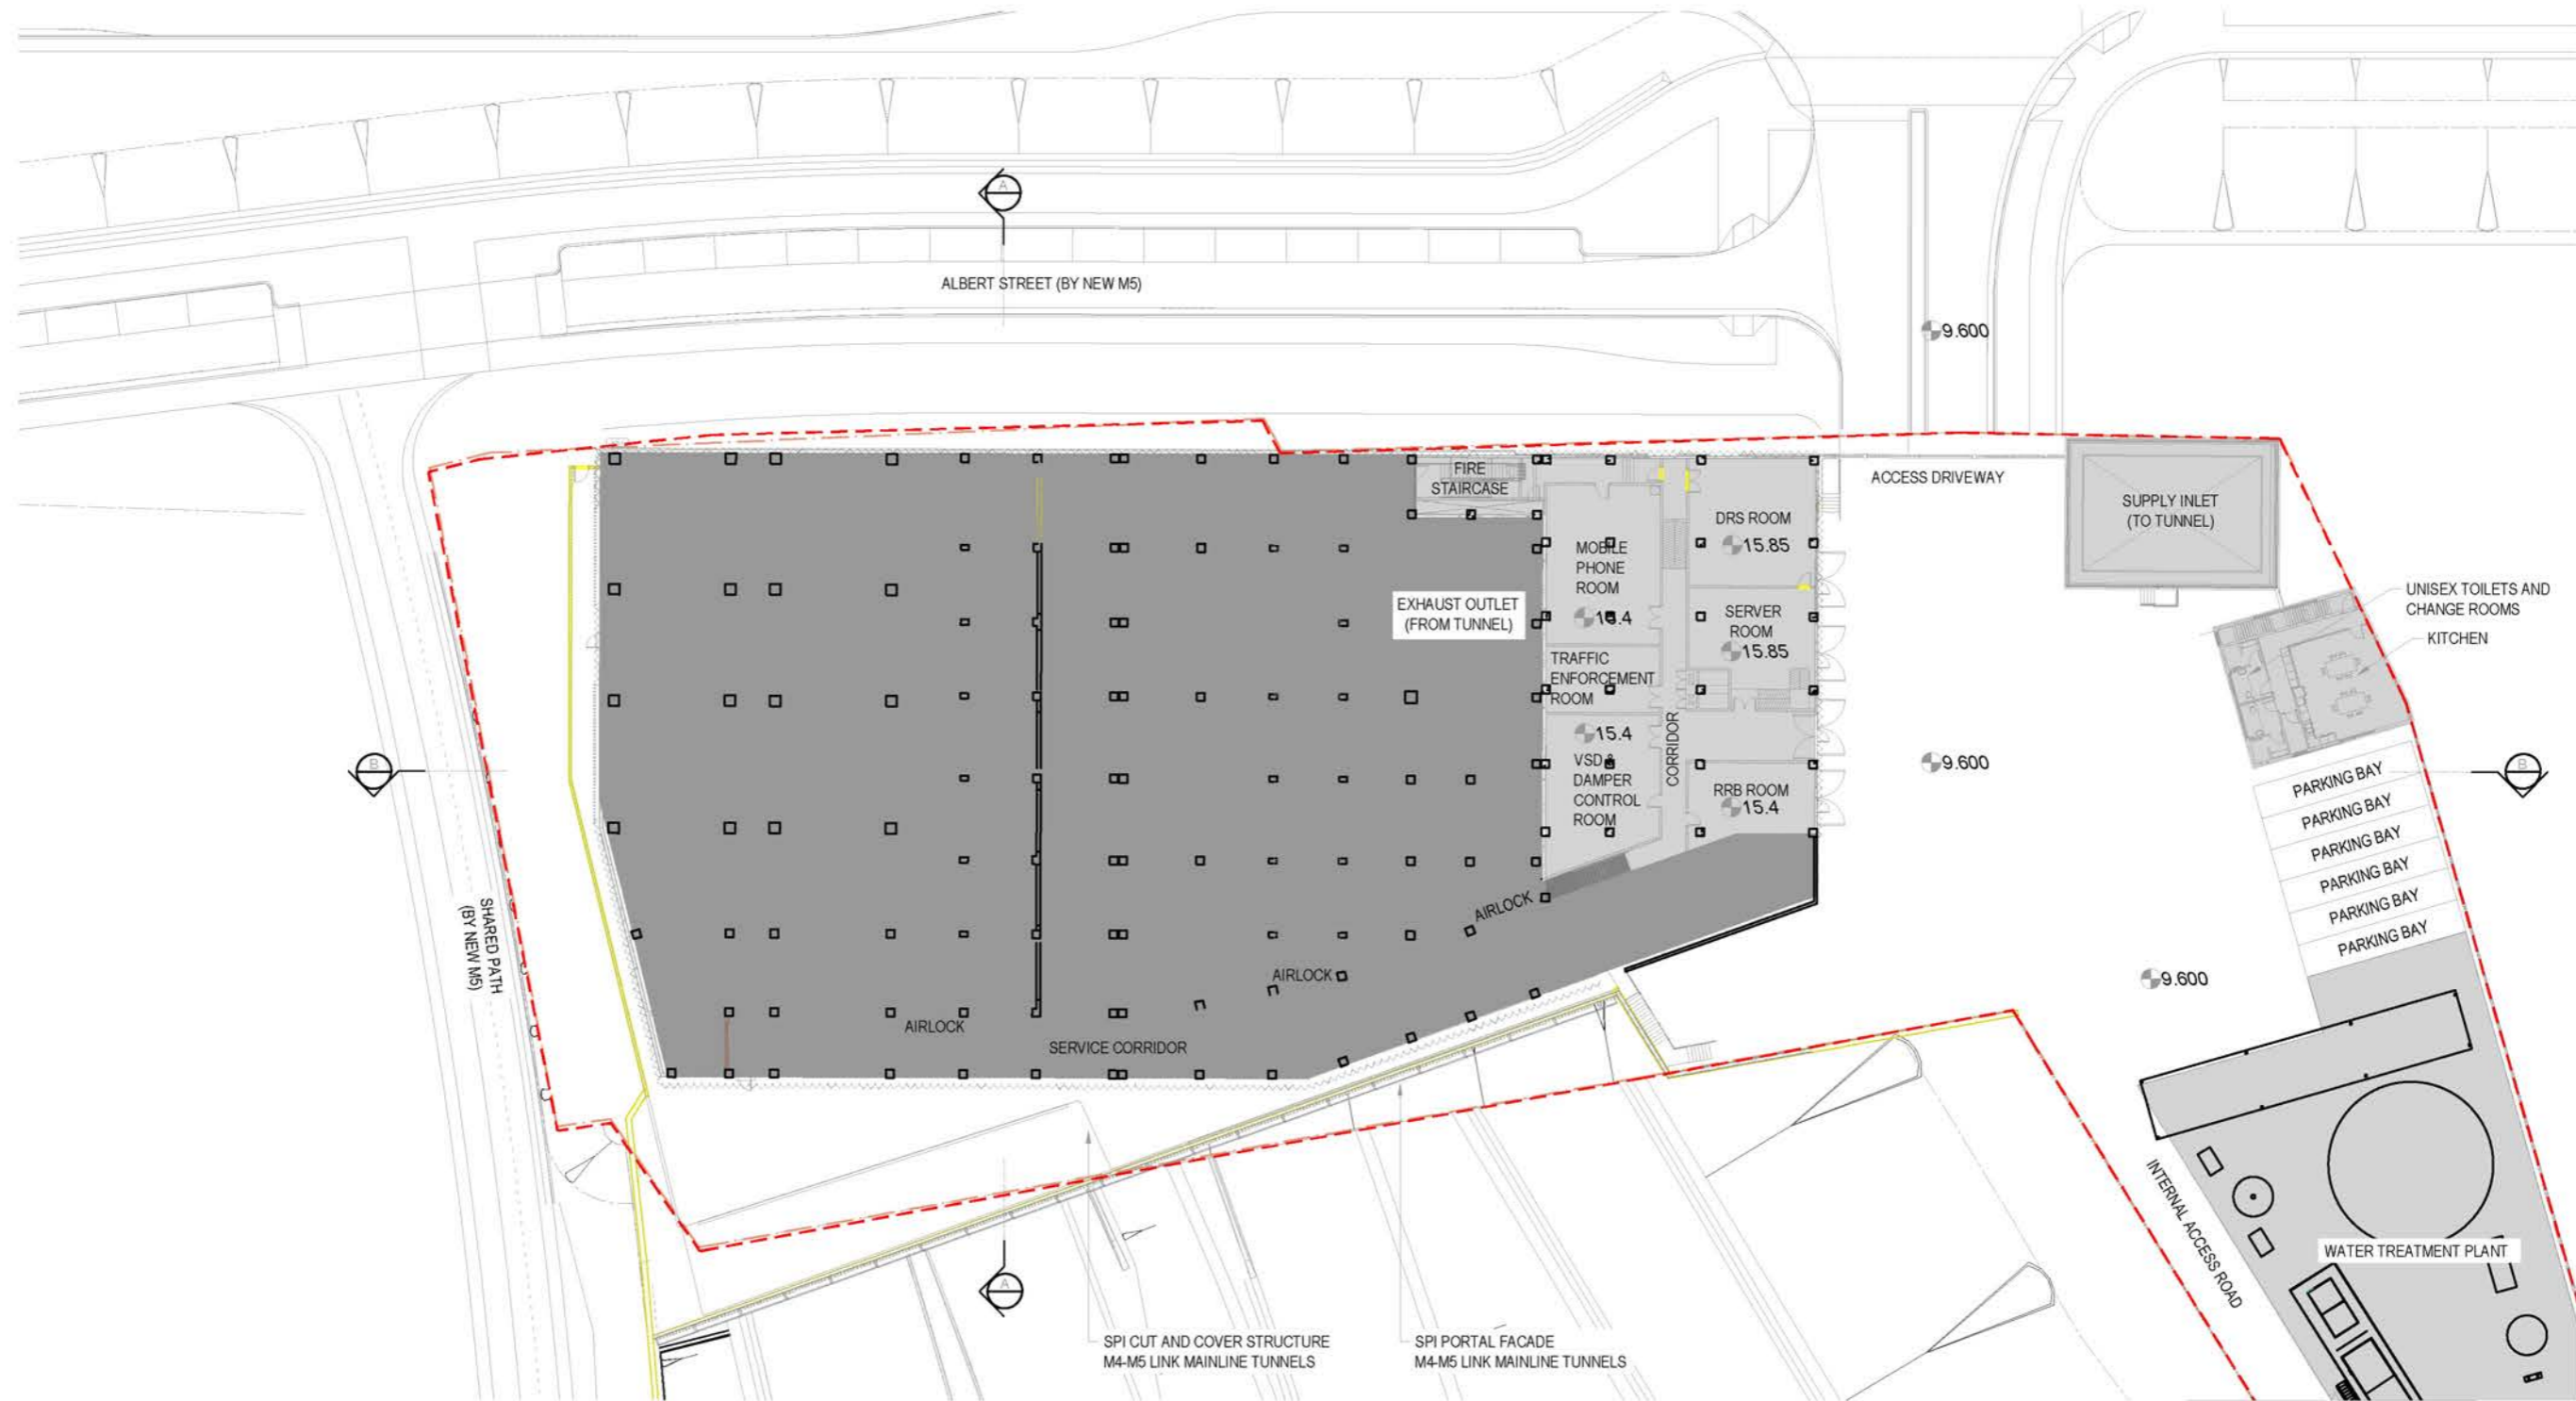 A
ALBERT STREET (BY NEW M5)
9.600
FIRE
STAIRCASE
ACCESS DRIVEWAY
SUPPLY INLET
(TO TUNNEL)
DRS ROOM
15.85
MOBILE
PHONE
ROOM
EXHAUST OUTLET
(FROM TUNNEL)
SERVER
ROOM
15.85
UNISEX TOILETS AND
CHANGE ROOMS
KITCHEN
TRAFFIC
ENFORCEMENT
ROOM
15.4
VSD &
DAMPER
CONTROL
ROOM
CORRIDOR
RRB ROOM
15.4
9.600
B
B
PARKING BAY
PARKING BAY
PARKING BAY
PARKING BAY
PARKING BAY
PARKING BAY
SHARED PATH
(BY NEW M5)
AIRLOCK
AIRLOCK
AIRLOCK
SERVICE CORRIDOR
9.600
INTERNAL ACCESS ROAD
WATER TREATMENT PLANT
A
SPI CUT AND COVER STRUCTURE
M4-M5 LINK MAINLINE TUNNELS
SPI PORTAL FACADE
M4-M5 LINK MAINLINE TUNNELS